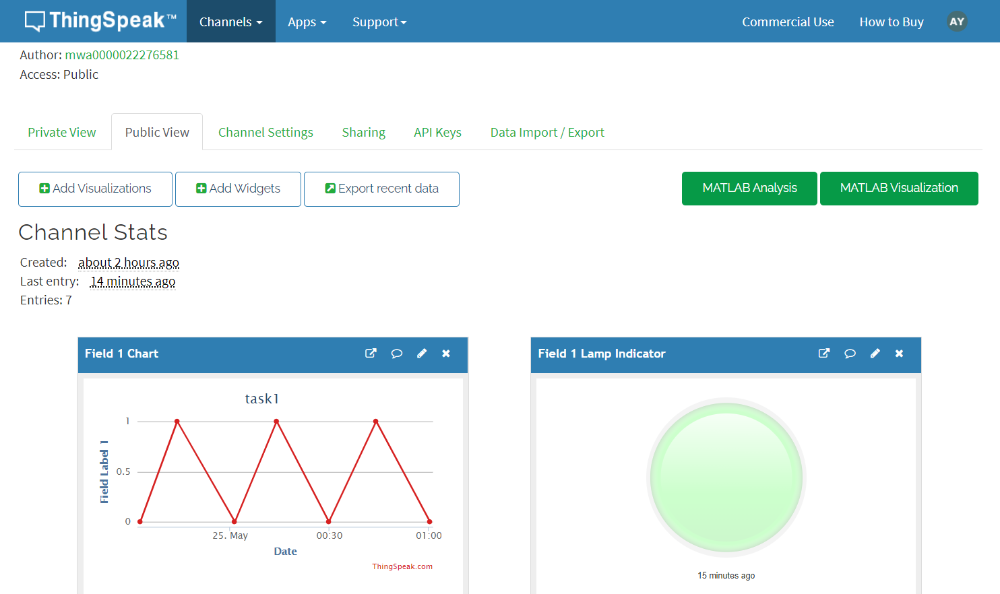 ThingSpeak™ Channels Apps Support Commercial Use How to Buy AY
Author: mwa0000022276581
Access: Public
Private View Public View Channel Settings Sharing API Keys Data Import / Export
Add Visualizations Add Widgets Export recent data MATLAB Analysis MATLAB Visualization
Channel Stats
Created: about 2 hours ago
Last entry: 14 minutes ago
Entries: 7
Field 1 Chart
task1
Field Label 1
1
0.5
0
25. May 00:30 01:00
Date
ThingSpeak.com
Field 1 Lamp Indicator
15 minutes ago